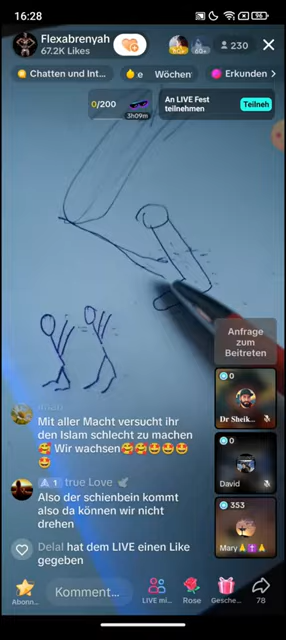 16:28
96
Flexabrenyah
67.2K Likes
230
Chatten und Int...
e
Wöchen
Erkunden >
0/200
3h09m
An LIVE Fest
teilnehmen
Teilneh
Anfrage
zum
Beitreten
0
Dr Sheik...
0
David
353
Mary
Mit aller Macht versucht ihr
den Islam schlecht zu machen
🥰 Wir wachsen🥰🥰🤩🤩🤩
🤩
1 true Love 🕊
Also der schienbein kommt
also da können wir nicht
drehen
Delal hat dem LIVE einen Like
gegeben
Abonn...
Komment...
LIVE mi...
Rose
Gesche...
78